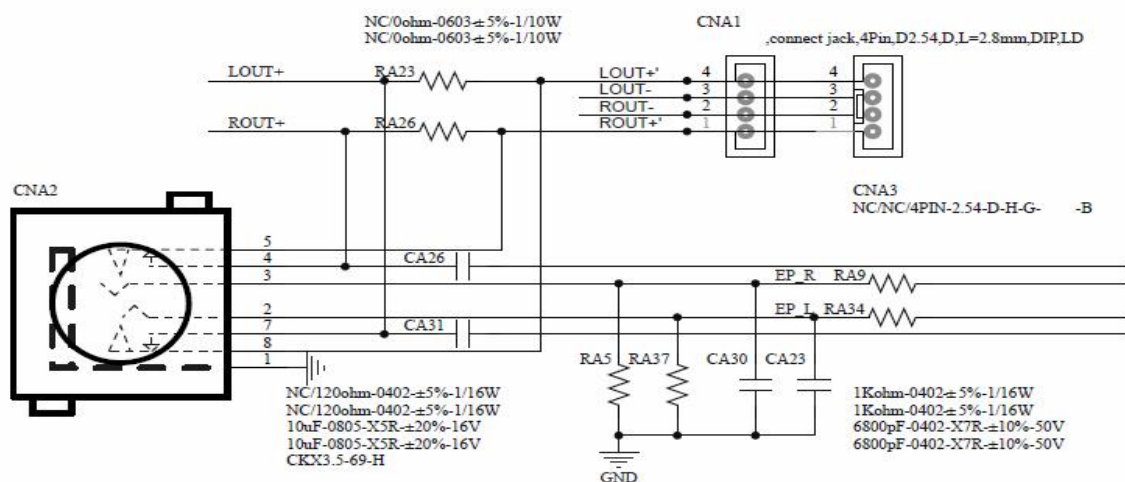 NC/0ohm-0603-±5%-1/10W
NC/0ohm-0603-±5%-1/10W
CNA1
,connect jack,4Pin,D2.54,D,L=2.8mm,DIP,LD
LOUT+
RA23
LOUT+'
4
4
LOUT-
3
3
ROUT-
2
2
ROUT+
RA26
ROUT+'
1
1
CNA2
CNA3
NC/NC/4PIN-2.54-D-H-G- -B
5
4
CA26
3
EP_R
RA9
2
EP_L
RA34
7
CA31
8
1
RA5
RA37
CA30
CA23
NC/120ohm-0402-±5%-1/16W
NC/120ohm-0402-±5%-1/16W
10uF-0805-X5R-±20%-16V
10uF-0805-X5R-±20%-16V
CKX3.5-69-H
1Kohm-0402-±5%-1/16W
1Kohm-0402-±5%-1/16W
6800pF-0402-X7R-±10%-50V
6800pF-0402-X7R-±10%-50V
GND